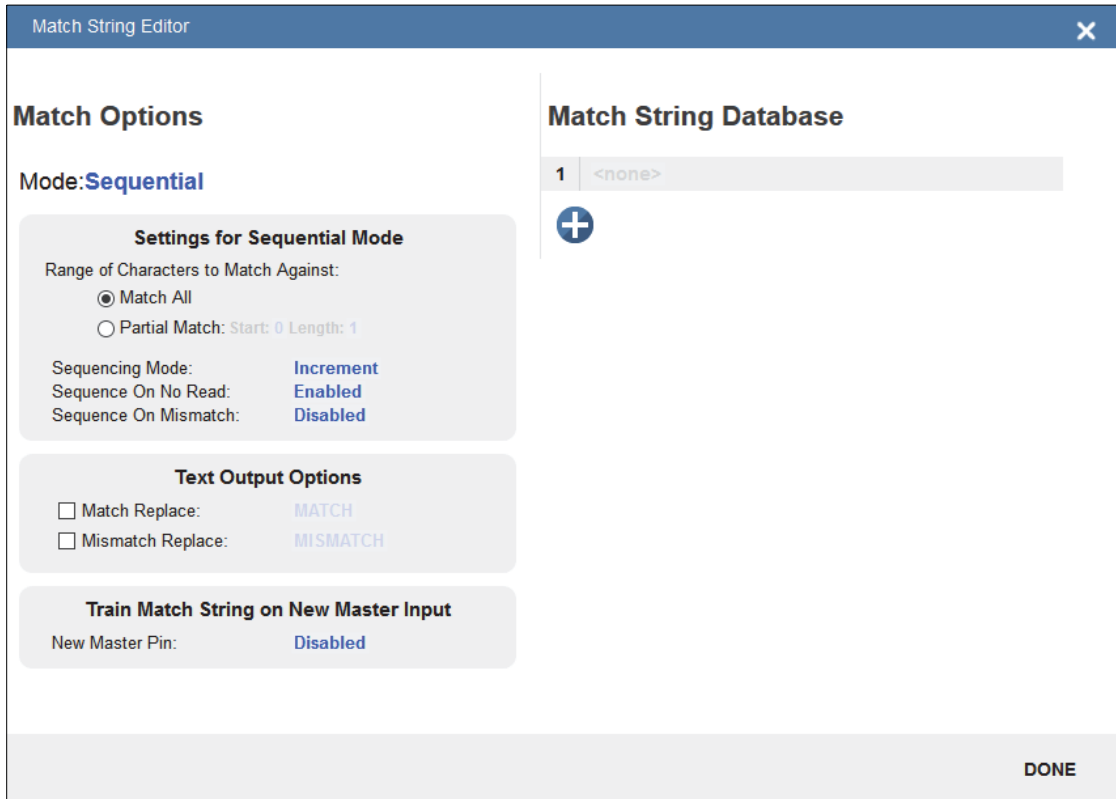 Match String Editor
Match Options
Mode:Sequential
Settings for Sequential Mode
Range of Characters to Match Against:
Match All
Partial Match: Start: 0 Length: 1
Sequencing Mode: Increment
Sequence On No Read: Enabled
Sequence On Mismatch: Disabled
Text Output Options
Match Replace: MATCH
Mismatch Replace: MISMATCH
Train Match String on New Master Input
New Master Pin: Disabled
Match String Database
1 <none>
DONE